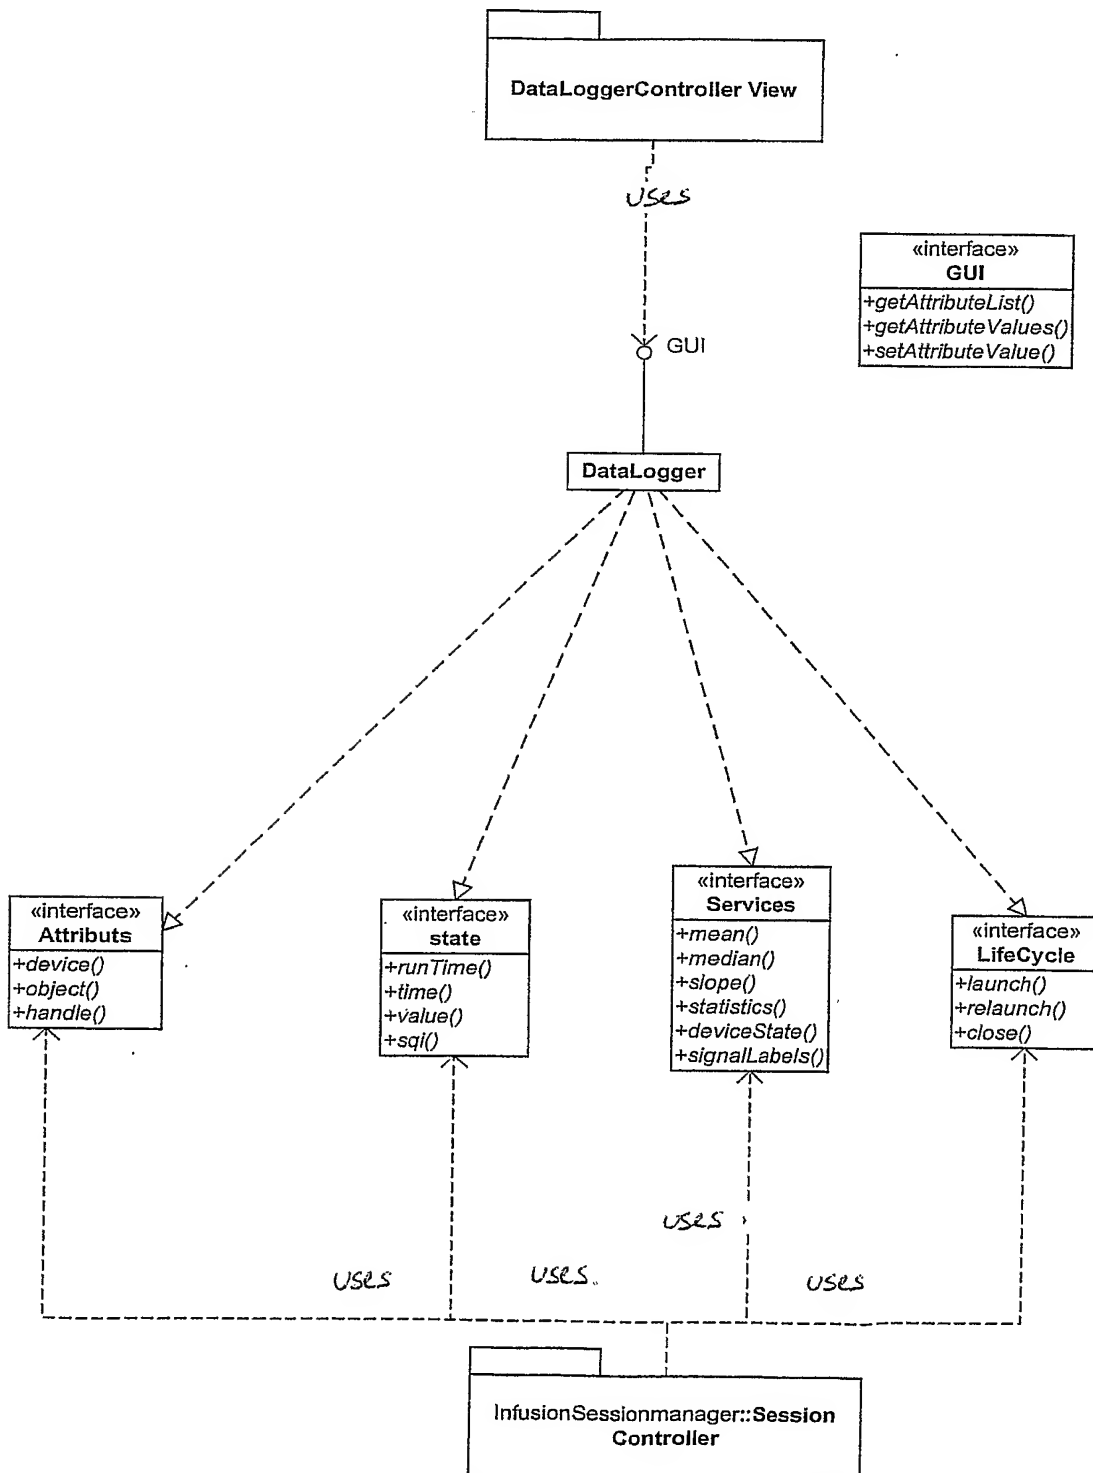 DataLoggerController View
uses
«interface»
GUI
+getAttributeList()
+getAttributeValues()
+setAttributeValue()
GUI
DataLogger
«interface»
Attributs
+device()
+object()
+handle()
«interface»
state
+runTime()
+time()
+value()
+sqi()
«interface»
Services
+mean()
+median()
+slope()
+statistics()
+deviceState()
+signalLabels()
«interface»
LifeCycle
+launch()
+relaunch()
+close()
uses
uses
uses.
uses
InfusionSessionmanager::Session
Controller